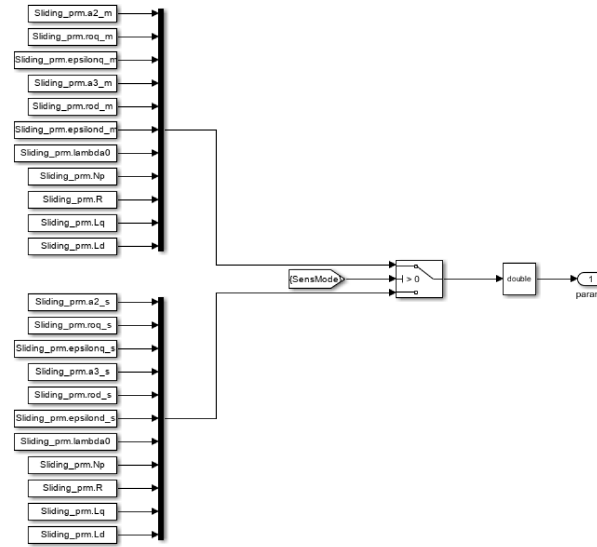 Sliding_prm.a2_m
Sliding_prm.roq_m
Sliding_prm.epsilonq_m
Sliding_prm.a3_m
Sliding_prm.rod_m
Sliding_prm.epsilond_m
Sliding_prm.lambda0
Sliding_prm.Np
Sliding_prm.R
Sliding_prm.Lq
Sliding_prm.Ld
[SensMode]
> 0
double
1
param
Sliding_prm.a2_s
Sliding_prm.roq_s
Sliding_prm.epsilonq_s
Sliding_prm.a3_s
Sliding_prm.rod_s
Sliding_prm.epsilond_s
Sliding_prm.lambda0
Sliding_prm.Np
Sliding_prm.R
Sliding_prm.Lq
Sliding_prm.Ld